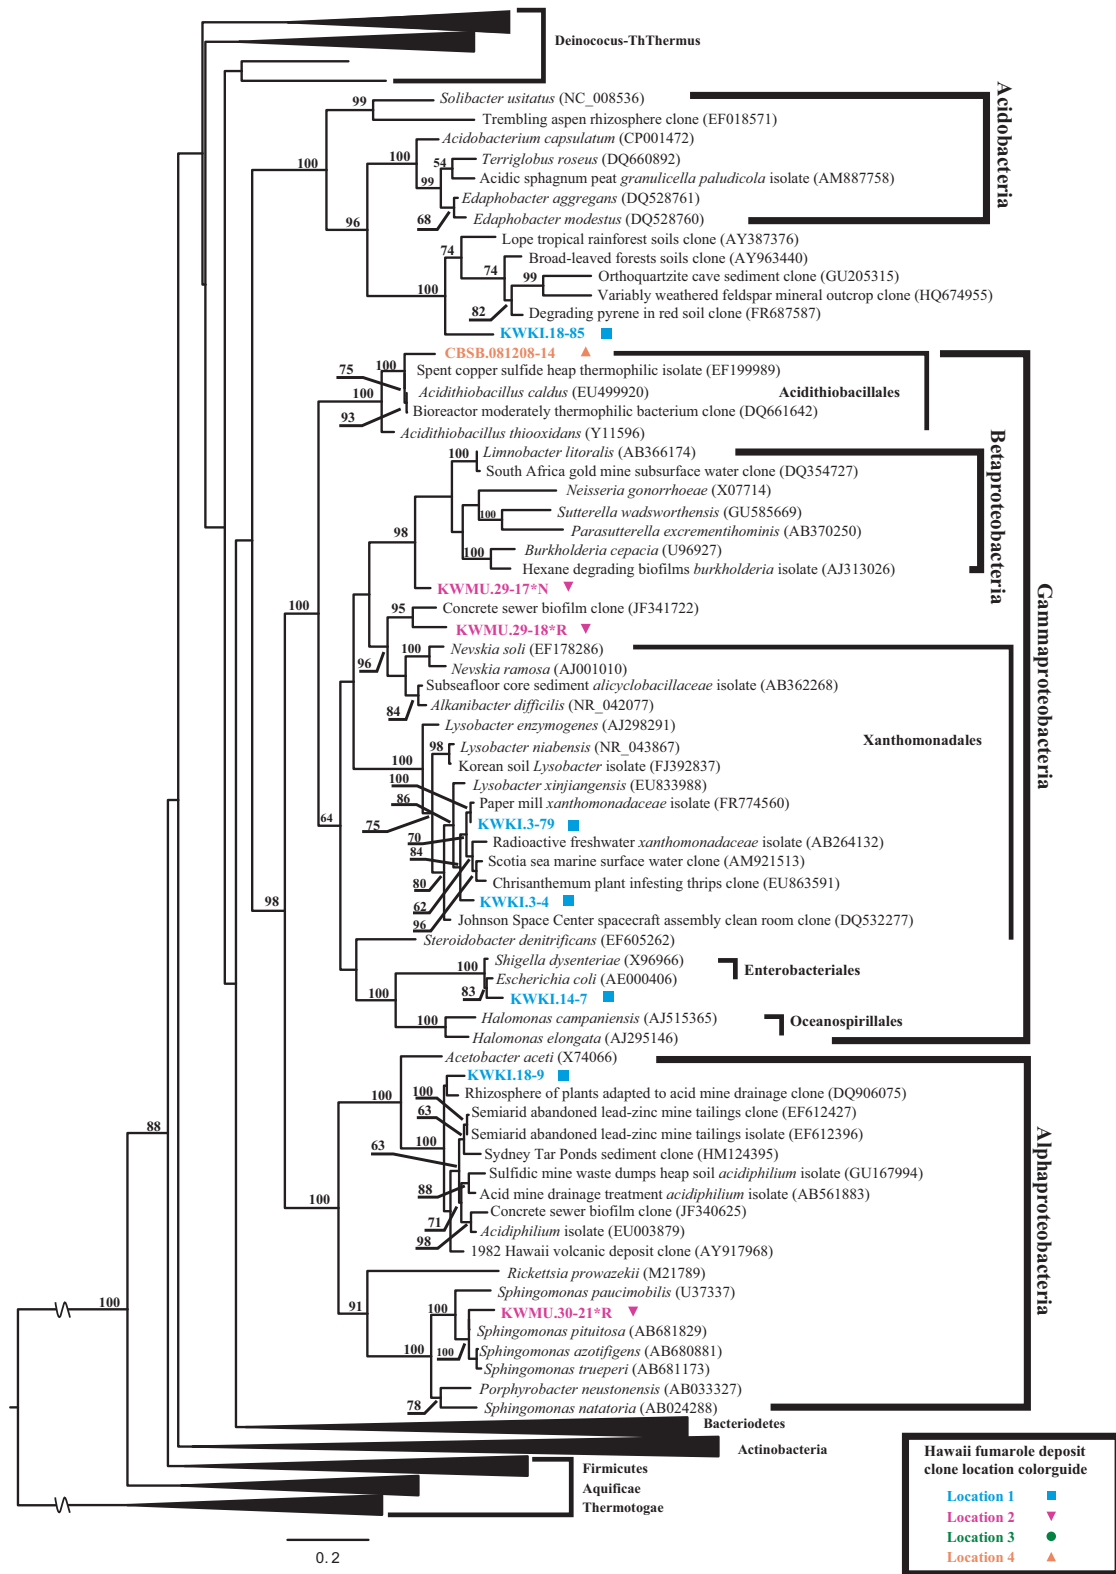 Deinococus-ThThermus
Acidobacteria
99
Solibacter usitatus (NC_008536)
Trembling aspen rhizosphere clone (EF018571)
Acidobacterium capsulatum (CP001472)
100
100
54
Terriglobus roseus (DQ660892)
Acidic sphagnum peat granulicella paludicola isolate (AM887758)
99
Edaphobacter aggregans (DQ528761)
68
Edaphobacter modestus (DQ528760)
96
Lope tropical rainforest soils clone (AY387376)
74
Broad-leaved forests soils clone (AY963440)
74
99
Orthoquartzite cave sediment clone (GU205315)
100
Variably weathered feldspar mineral outcrop clone (HQ674955)
82
Degrading pyrene in red soil clone (FR687587)
KWKI.18-85
CBSB.081208-14
75
100
Spent copper sulfide heap thermophilic isolate (EF199989)
100
Acidithiobacillus caldus (EU499920)
Acidithiobacillales
93
Bioreactor moderately thermophilic bacterium clone (DQ661642)
Acidithiobacillus thiooxidans (Y11596)
Betaproteobacteria
100
Limnobacter litoralis (AB366174)
South Africa gold mine subsurface water clone (DQ354727)
Neisseria gonorrhoeae (X07714)
100
Sutterella wadsworthensis (GU585669)
98
Parasutterella excrementihominis (AB370250)
100
Burkholderia cepacia (U96927)
Hexane degrading biofilms burkholderia isolate (AJ313026)
Gammaproteobacteria
KWMU.29-17*N
100
95
Concrete sewer biofilm clone (JF341722)
KWMU.29-18*R
100
Nevskia soli (EF178286)
96
Nevskia ramosa (AJ001010)
Subseafloor core sediment alicyclobacillaceae isolate (AB362268)
84
Alkanibacter difficilis (NR_042077)
Lysobacter enzymogenes (AJ298291)
Xanthomonadales
98
Lysobacter niabensis (NR_043867)
100
Korean soil Lysobacter isolate (FJ392837)
100
Lysobacter xinjiangensis (EU833988)
86
Paper mill xanthomonadaceae isolate (FR774560)
64
75
KWKI.3-79
70
Radioactive freshwater xanthomonadaceae isolate (AB264132)
84
Scotia sea marine surface water clone (AM921513)
80
Chrisanthemum plant infesting thrips clone (EU863591)
98
62
KWKI.3-4
96
Johnson Space Center spacecraft assembly clean room clone (DQ532277)
Steroidobacter denitrificans (EF605262)
100
Shigella dysenteriae (X96966)
Enterobacteriales
Escherichia coli (AE000406)
100
83
KWKI.14-7
100
Halomonas campaniensis (AJ515365)
Oceanospirillales
Halomonas elongata (AJ295146)
Alphaproteobacteria
Acetobacter aceti (X74066)
KWKI.18-9
100
100
Rhizosphere of plants adapted to acid mine drainage clone (DQ906075)
63
Semiarid abandoned lead-zinc mine tailings clone (EF612427)
88
Semiarid abandoned lead-zinc mine tailings isolate (EF612396)
63
100
Sydney Tar Ponds sediment clone (HM124395)
Sulfidic mine waste dumps heap soil acidiphilium isolate (GU167994)
100
88
Acid mine drainage treatment acidiphilium isolate (AB561883)
71
Concrete sewer biofilm clone (JF340625)
98
Acidiphilium isolate (EU003879)
1982 Hawaii volcanic deposit clone (AY917968)
Rickettsia prowazekii (M21789)
100
91
100
Sphingomonas paucimobilis (U37337)
KWMU.30-21*R
Sphingomonas pituitosa (AB681829)
100
100
Sphingomonas azotifigens (AB680881)
Sphingomonas trueperi (AB681173)
Porphyrobacter neustonensis (AB033327)
78
Sphingomonas natatoria (AB024288)
Bacteriodetes
Actinobacteria
Firmicutes
Aquificae
Thermotogae
0.2
Hawaii fumarole deposit
clone location colorguide
Location 1
Location 2
Location 3
Location 4